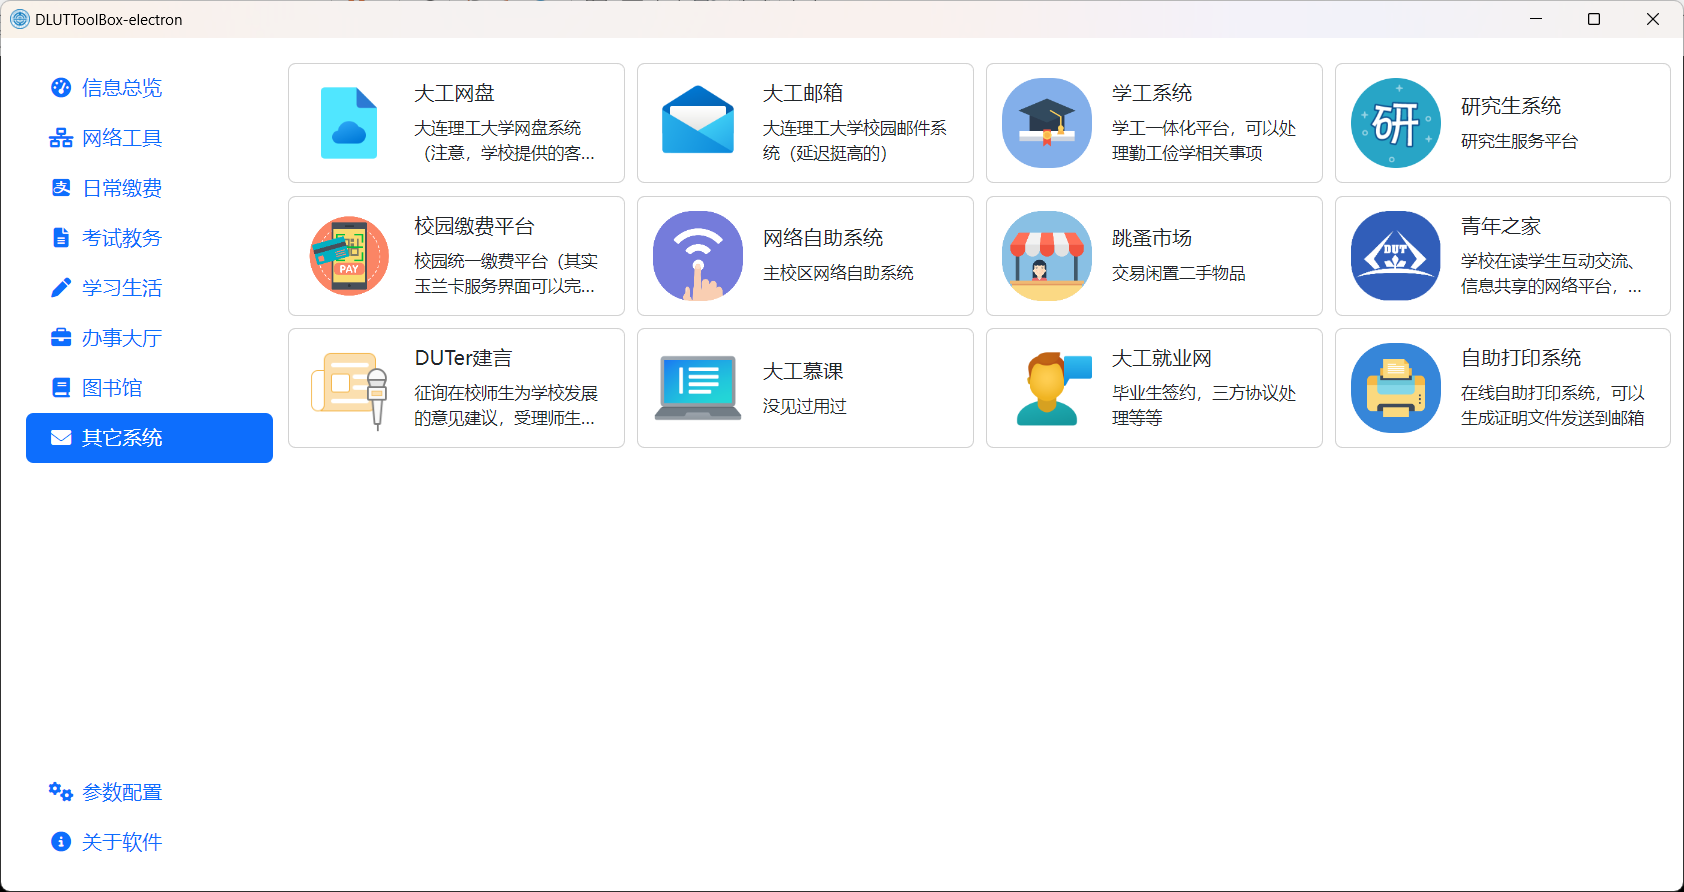 DLUTToolBox-electron
信息总览
网络工具
日常缴费
考试教务
学习生活
办事大厅
图书馆
其它系统
参数配置
关于软件
大工网盘
大连理工大学网盘系统
（注意，学校提供的客...
大工邮箱
大连理工大学校园邮件系
统（延迟挺高的）
学工系统
学工一体化平台，可以处
理勤工俭学相关事项
研
研究生系统
研究生服务平台
PAY
校园缴费平台
校园统一缴费平台（其实
玉兰卡服务界面可以完...
网络自助系统
主校区网络自助系统
跳蚤市场
交易闲置二手物品
DUT
青年之家
学校在读学生互动交流、
信息共享的网络平台，...
DUTer建言
征询在校师生为学校发展
的意见建议，受理师生...
大工慕课
没见过用过
大工就业网
毕业生签约，三方协议处
理等等
自助打印系统
在线自助打印系统，可以
生成证明文件发送到邮箱